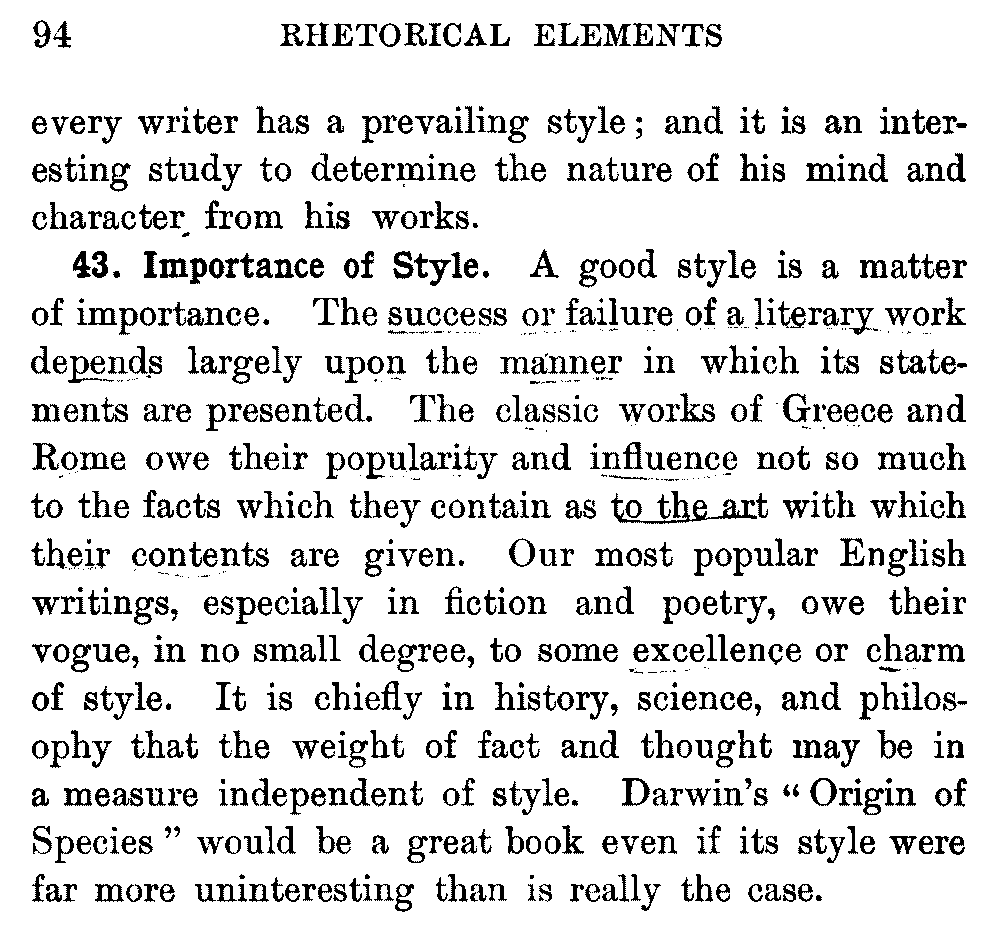 94 RHETORICAL ELEMENTS
every writer has a prevailing style; and it is an inter-
esting study to determine the nature of his mind and
character from his works.
43. Importance of Style. A good style is a matter
of importance. The success or failure of a literary work
depends largely upon the manner in which its state-
ments are presented. The classic works of Greece and
Rome owe their popularity and influence not so much
to the facts which they contain as to the art with which
their contents are given. Our most popular English
writings, especially in fiction and poetry, owe their
vogue, in no small degree, to some excellence or charm
of style. It is chiefly in history, science, and philos-
ophy that the weight of fact and thought may be in
a measure independent of style. Darwin's “Origin of
Species” would be a great book even if its style were
far more uninteresting than is really the case.